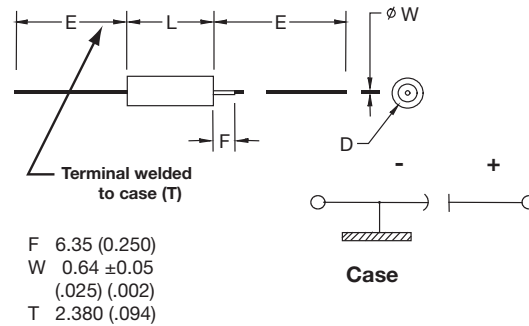 E L E ϕ W
F
D
Terminal welded
to case (T)
- +
F 6.35 (0.250)
W 0.64 ±0.05
(.025) (.002)
T 2.380 (.094)
Case